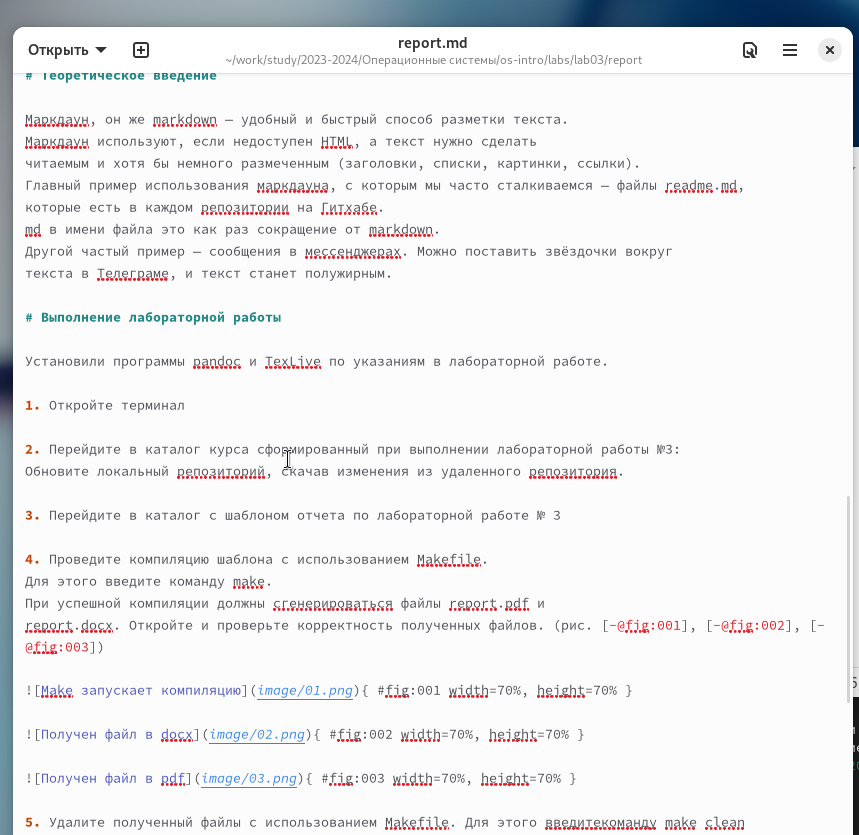 Открыть
report.md
~/work/study/2023-2024/Операционные системы/os-intro/labs/lab03/report
# Теоретическое введение
Маркдаун, он же markdown — удобный и быстрый способ разметки текста.
Маркдаун используют, если недоступен HTML, а текст нужно сделать
читаемым и хотя бы немного размеченным (заголовки, списки, картинки, ссылки).
Главный пример использования маркдауна, с которым мы часто сталкиваемся — файлы readme.md,
которые есть в каждом репозитории на Гитхабе.
md в имени файла это как раз сокращение от markdown.
Другой частый пример — сообщения в мессенджерах. Можно поставить звёздочки вокруг
текста в Телеграме, и текст станет полужирным.
# Выполнение лабораторной работы
Установили программы pandoc и TexLive по указаниям в лабораторной работе.
1. Откройте терминал
2. Перейдите в каталог курса сформированный при выполнении лабораторной работы №3:
Обновите локальный репозиторий, скачав изменения из удаленного репозитория.
3. Перейдите в каталог с шаблоном отчета по лабораторной работе № 3
4. Проведите компиляцию шаблона с использованием Makefile.
Для этого введите команду make.
При успешной компиляции должны сгенерироваться файлы report.pdf и
report.docx. Откройте и проверьте корректность полученных файлов. (рис. [-@fig:001], [-@fig:002], [-
@fig:003])
![Make запускает компиляцию](image/01.png){ #fig:001 width=70%, height=70% }
![Получен файл в docx](image/02.png){ #fig:002 width=70%, height=70% }
![Получен файл в pdf](image/03.png){ #fig:003 width=70%, height=70% }
5. Удалите полученный файлы с использованием Makefile. Для этого введитекоманду make clean